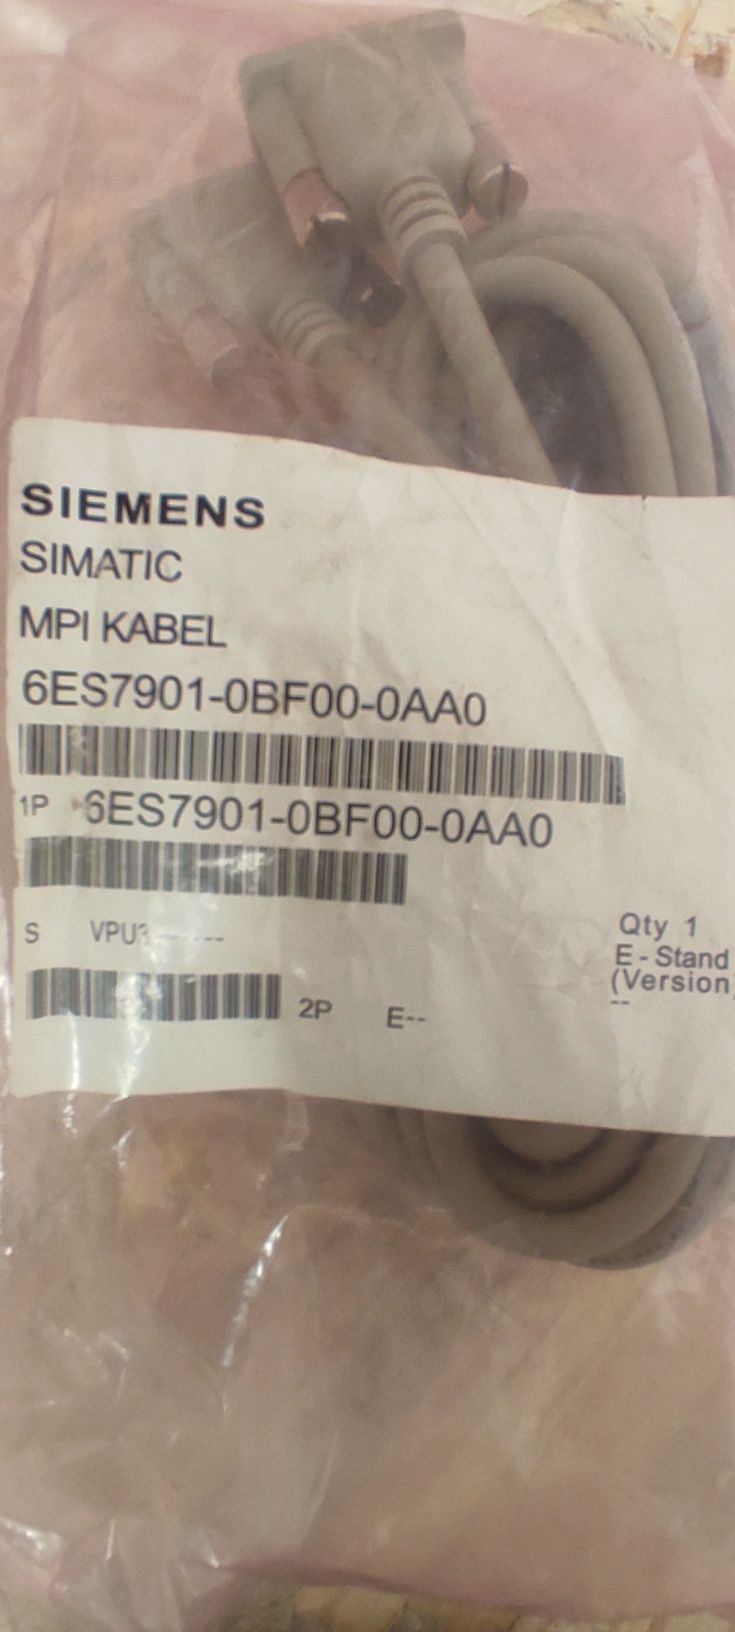 SIEMENS
SIMATIC
MPI KABEL
6ES7901-0BF00-0AA0
1P 6ES7901-0BF00-0AA0
S
Qty 1
E-Stand
(Version
--
2P E--